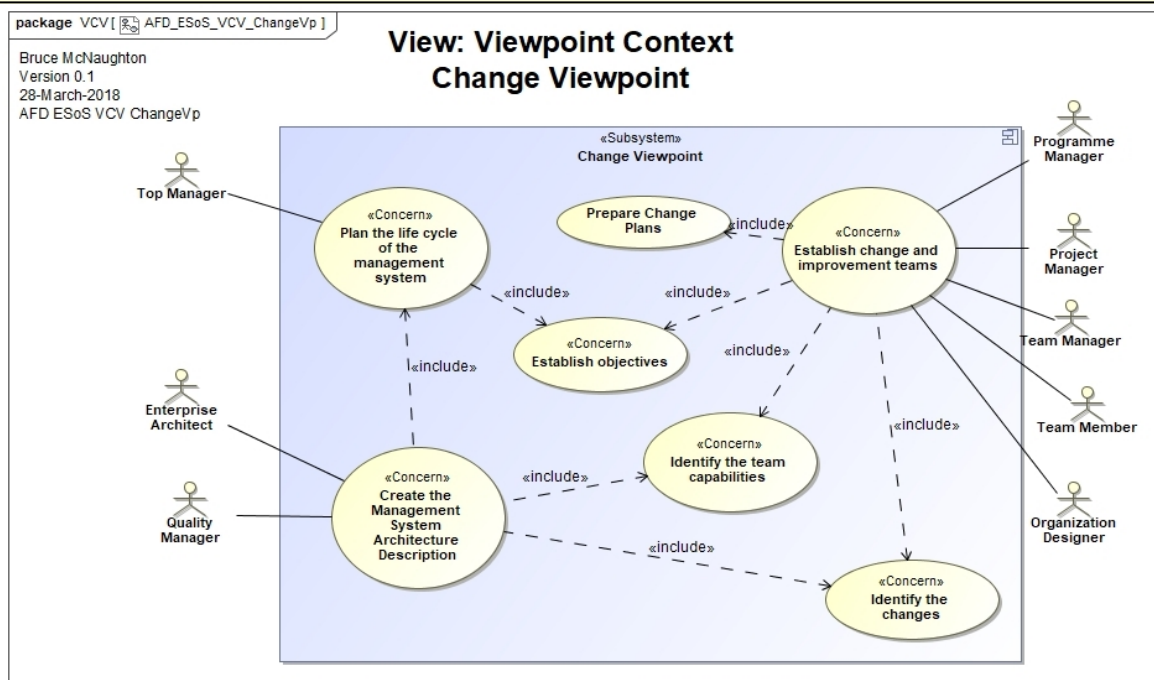 package VCV [ AFD_ESoS_VCV_ChangeVp ]
View: Viewpoint Context
Change Viewpoint
Bruce McNaughton
Version 0.1
28-March-2018
AFD ESoS VCV ChangeVp
«Subsystem»
Change Viewpoint
Top Manager
Programme
Manager
«Concern»
Plan the life cycle
of the
management
system
Prepare Change
Plans
«include»
«Concern»
Establish change and
improvement teams
Project
Manager
«include»
«include»
«Concern»
Establish objectives
Team Manager
«include»
«include»
Enterprise
Architect
Team Member
«include»
«Concern»
Identify the team
capabilities
«Concern»
Create the
Management
System
Architecture
Description
«include»
Quality
Manager
Organization
Designer
«include»
«Concern»
Identify the
changes